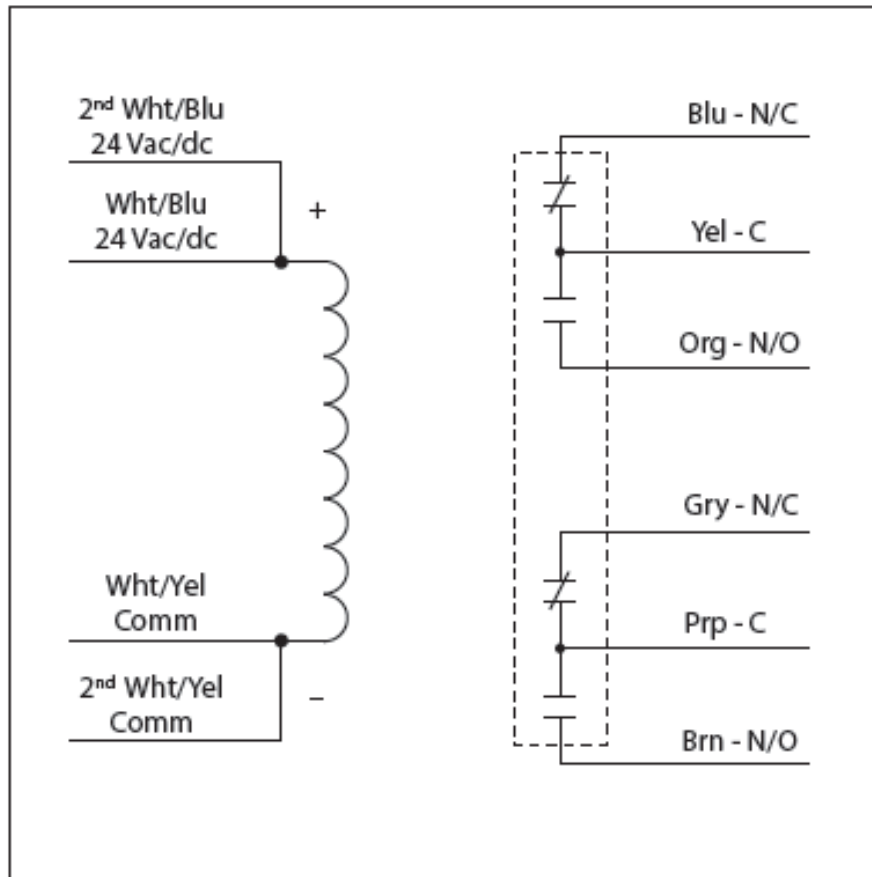 2nd Wht/Blu
24 Vac/dc
Wht/Blu
24 Vac/dc
+
Wht/Yel
Comm
2nd Wht/Yel
Comm
–
Blu - N/C
Yel - C
Org - N/O
Gry - N/C
Prp - C
Brn - N/O